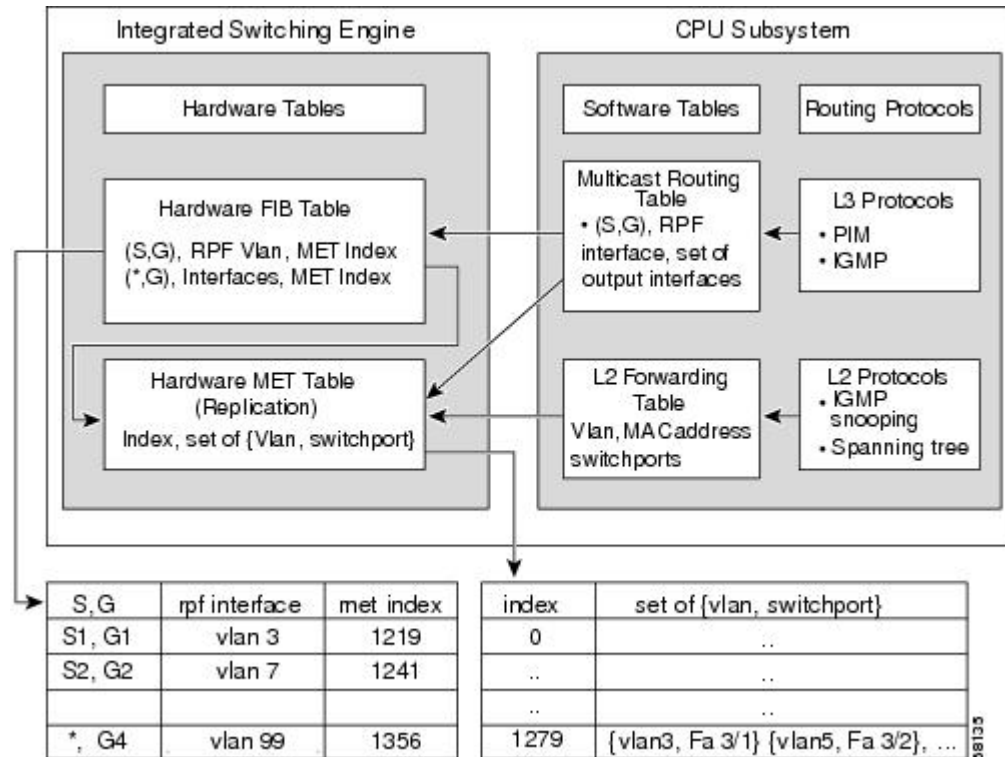 Integrated Switching Engine
CPU Subsystem
Hardware Tables
Software Tables
Routing Protocols
Hardware FIB Table
(S,G), RPF Vlan, MET Index
(*,G), Interfaces, MET Index
Multicast Routing
Table
• (S,G), RPF
interface, set of
output interfaces
L3 Protocols
• PIM
• IGMP
Hardware MET Table
(Replication)
Index, set of {Vlan, switchport}
L2 Forwarding
Table
Vlan, MACaddress
switchports
L2 Protocols
• IGMP
snooping
• Spanning tree
S,G rpf interface met index
S1, G1 vlan 3 1219
S2, G2 vlan 7 1241
*, G4 vlan 99 1356
index set of {vlan, switchport}
0 ..
.. ..
.. ..
1279 {vlan3, Fa 3/1} {vlan5, Fa 3/2}, ...
68135